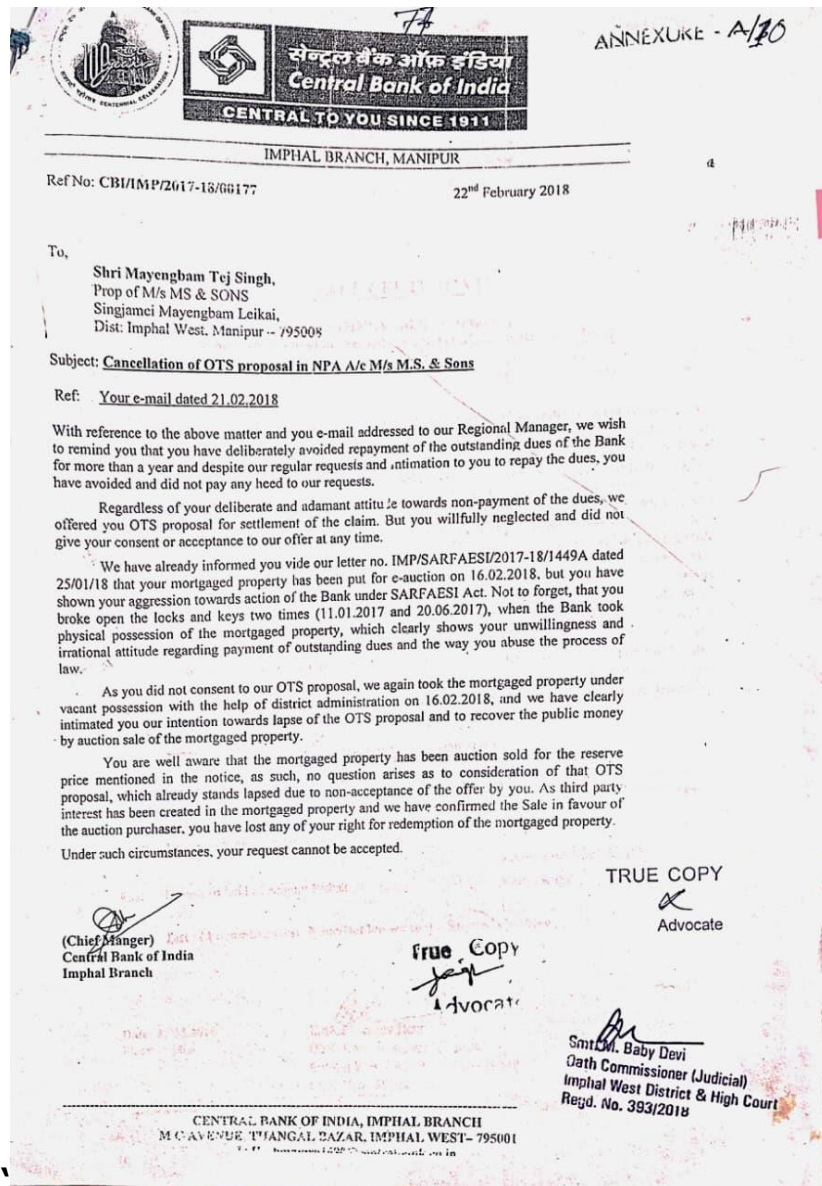 77
ANNEXURE - A/10
100
CENTENNIAL CELEBRATION
सेन्ट्रल बैंक ऑफ इंडिया
Central Bank of India
CENTRAL TO YOU SINCE 1911
IMPHAL BRANCH, MANIPUR
Ref No: CBI/IMP/2017-18/00177
22nd February 2018
To,
Shri Mayengbam Tej Singh,
Prop of M/s MS & SONS
Singjamei Mayengbam Leikai,
Dist: Imphal West. Manipur -- 795008
Subject: Cancellation of OTS proposal in NPA A/c M/s M.S. & Sons
Ref: Your e-mail dated 21.02.2018
With reference to the above matter and you e-mail addressed to our Regional Manager, we wish
to remind you that you have deliberately avoided repayment of the outstanding dues of the Bank
for more than a year and despite our regular requests and intimation to you to repay the dues, you
have avoided and did not pay any heed to our requests.
Regardless of your deliberate and adamant attitude towards non-payment of the dues, we
offered you OTS proposal for settlement of the claim. But you willfully neglected and did not
give your consent or acceptance to our offer at any time.
We have already informed you vide our letter no. IMP/SARFAESI/2017-18/1449A dated
25/01/18 that your mortgaged property has been put for e-auction on 16.02.2018. but you have
shown your aggression towards action of the Bank under SARFAESI Act. Not to forget, that you
broke open the locks and keys two times (11.01.2017 and 20.06.2017), when the Bank took
physical possession of the mortgaged property, which clearly shows your unwillingness and
irrational attitude regarding payment of outstanding dues and the way you abuse the process of
law.
As you did not consent to our OTS proposal, we again took the mortgaged property under
vacant possession with the help of district administration on 16.02.2018, and we have clearly
intimated you our intention towards lapse of the OTS proposal and to recover the public money
by auction sale of the mortgaged property.
You are well aware that the mortgaged property has been auction sold for the reserve
price mentioned in the notice, as such, no question arises as to consideration of that OTS
proposal, which already stands lapsed due to non-acceptance of the offer by you. As third party
interest has been created in the mortgaged property and we have confirmed the Sale in favour of
the auction purchaser, you have lost any of your right for redemption of the mortgaged property.
Under such circumstances, your request cannot be accepted.
TRUE COPY
Advocate
(Chief Manger)
Central Bank of India
Imphal Branch
True Copy
Advocate
Smt. M. Baby Devi
Oath Commissioner (Judicial)
Imphal West District & High Court
Regd. No. 393/2018
CENTRAL BANK OF INDIA, IMPHAL BRANCH
M G AVENUE, THANGAL BAZAR, IMPHAL WEST– 795001